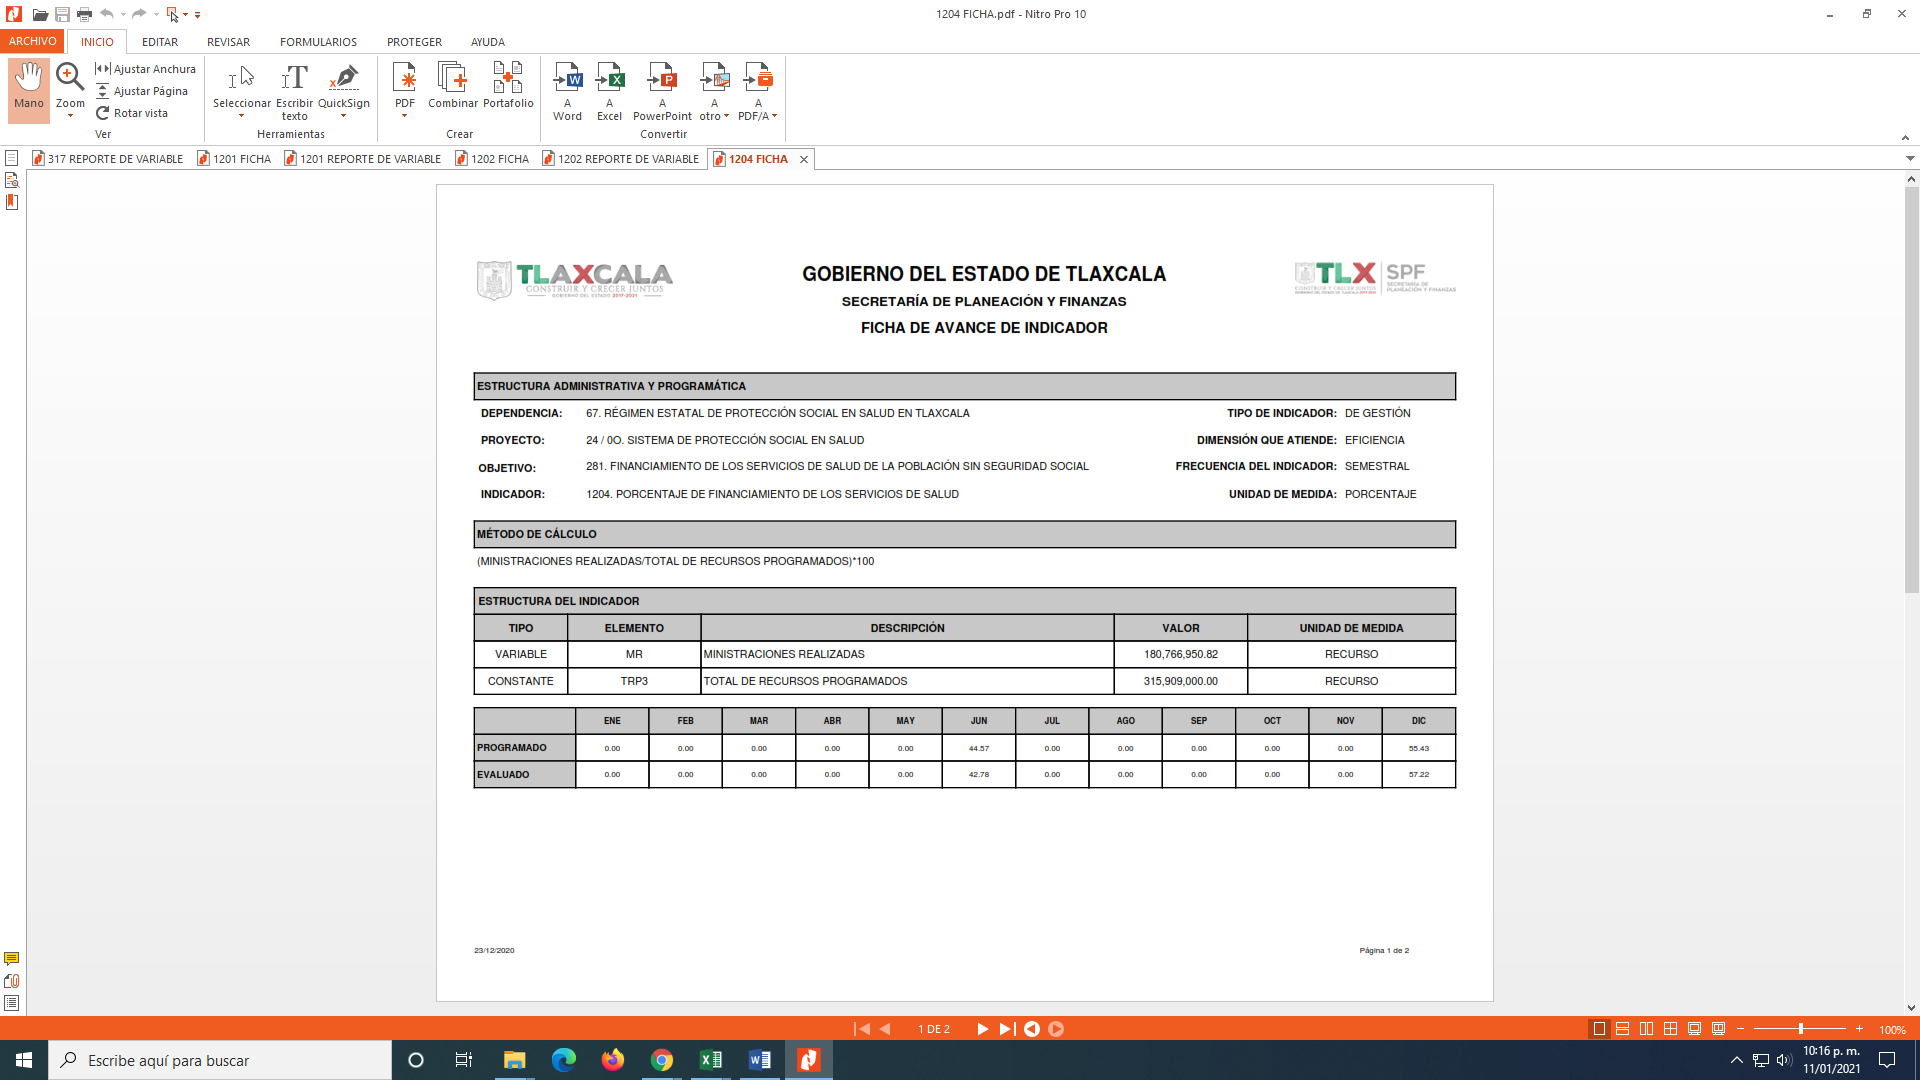 1204 FICHA.pdf - Nitro Pro 10
ARCHIVO INICIO EDITAR REVISAR FORMULARIOS PROTEGER AYUDA
Mano Zoom Ajustar Anchura Ajustar Página Rotar vista
Seleccionar Escribir texto QuickSign PDF Combinar Portafolio A Word A Excel A PowerPoint A otro A PDF/A
Ver Herramientas Crear Convertir
317 REPORTE DE VARIABLE 1201 FICHA 1201 REPORTE DE VARIABLE 1202 FICHA 1202 REPORTE DE VARIABLE 1204 FICHA
TLAXCALA
CONSTRUIR Y CRECER JUNTOS
GOBIERNO DEL ESTADO 2017-2021
GOBIERNO DEL ESTADO DE TLAXCALA
SECRETARÍA DE PLANEACIÓN Y FINANZAS
FICHA DE AVANCE DE INDICADOR
TLX SPF
CONSTRUIR Y CRECER JUNTOS
SECRETARÍA DE
PLANEACIÓN Y FINANZAS
ESTRUCTURA ADMINISTRATIVA Y PROGRAMÁTICA
DEPENDENCIA: 67. RÉGIMEN ESTATAL DE PROTECCIÓN SOCIAL EN SALUD EN TLAXCALA TIPO DE INDICADOR: DE GESTIÓN
PROYECTO: 24 / 0O. SISTEMA DE PROTECCIÓN SOCIAL EN SALUD DIMENSIÓN QUE ATIENDE: EFICIENCIA
OBJETIVO: 281. FINANCIAMIENTO DE LOS SERVICIOS DE SALUD DE LA POBLACIÓN SIN SEGURIDAD SOCIAL FRECUENCIA DEL INDICADOR: SEMESTRAL
INDICADOR: 1204. PORCENTAJE DE FINANCIAMIENTO DE LOS SERVICIOS DE SALUD UNIDAD DE MEDIDA: PORCENTAJE
MÉTODO DE CÁLCULO
(MINISTRACIONES REALIZADAS/TOTAL DE RECURSOS PROGRAMADOS)*100
ESTRUCTURA DEL INDICADOR
TIPO ELEMENTO DESCRIPCIÓN VALOR UNIDAD DE MEDIDA
VARIABLE MR MINISTRACIONES REALIZADAS 180,766,950.82 RECURSO
CONSTANTE TRP3 TOTAL DE RECURSOS PROGRAMADOS 315,909,000.00 RECURSO
ENE FEB MAR ABR MAY JUN JUL AGO SEP OCT NOV DIC
PROGRAMADO 0.00 0.00 0.00 0.00 0.00 44.57 0.00 0.00 0.00 0.00 0.00 55.43
EVALUADO 0.00 0.00 0.00 0.00 0.00 42.78 0.00 0.00 0.00 0.00 0.00 57.22
23/12/2020 Página 1 de 2
1 DE 2
100%
Escribe aquí para buscar
10:16 p. m.
11/01/2021